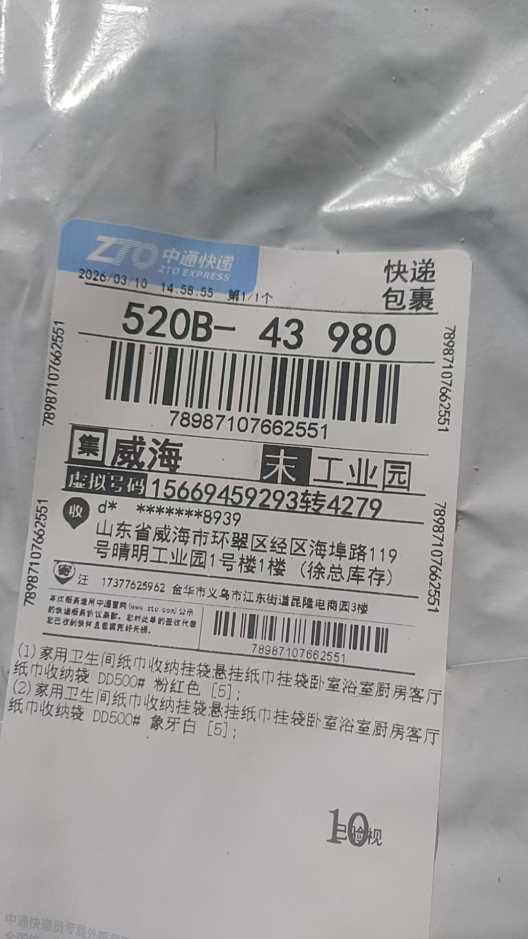 ZTO 中通快递
ZTO EXPRESS
快递
包裹
2026/03/10 14.58.55 第1/1个
520B- 43 980
78987107662551
78987107662551
78987107662551
集 威海 末 工业园
虚拟号码 15669459293转4279
收 d* *******8939
山东省威海市环翠区经区海埠路119
号晴明工业园1号楼1楼 (徐总库存)
78987107662551
78987107662551
寄 汪 17377625962 金华市义乌市江东街道昆隆电商园3楼
78987107662551
(1)家用卫生间纸巾收纳挂袋悬挂纸巾挂袋卧室浴室厨房客厅
纸巾收纳袋 DD500# 粉红色 [5];
(2)家用卫生间纸巾收纳挂袋悬挂纸巾挂袋卧室浴室厨房客厅
纸巾收纳袋 DD500# 象牙白 [5];
10
已验视